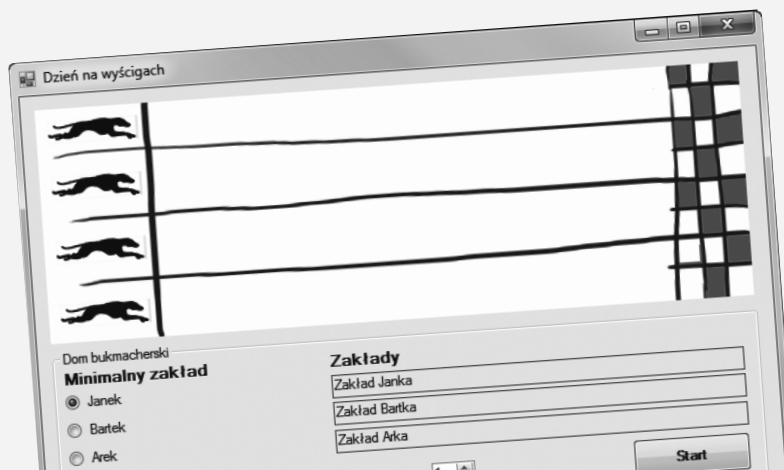 Dzień na wyścigach
Dom bukmacherski
Minimalny zakład
Janek
Bartek
Arek
Zakłady
Zakład Janka
Zakład Bartka
Zakład Arka
Start